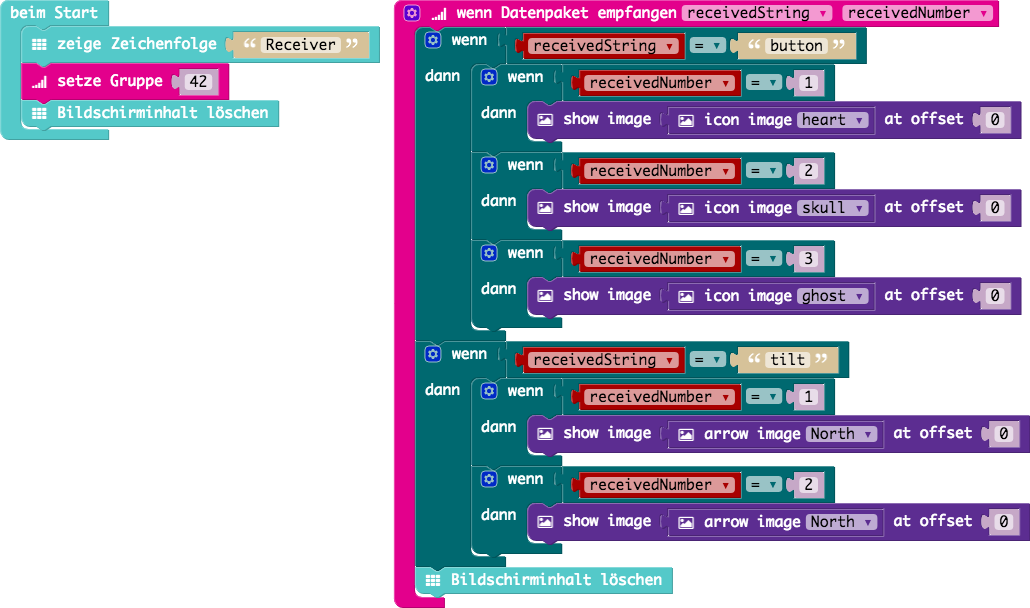 beim Start
zeige Zeichenfolge “ Receiver ”
setze Gruppe 42
Bildschirminhalt löschen
wenn Datenpaket empfangen receivedString receivedNumber
wenn receivedString = “ button ”
dann wenn receivedNumber = 1
dann show image icon image heart at offset 0
wenn receivedNumber = 2
dann show image icon image skull at offset 0
wenn receivedNumber = 3
dann show image icon image ghost at offset 0
wenn receivedString = “ tilt ”
dann wenn receivedNumber = 1
dann show image arrow image North at offset 0
wenn receivedNumber = 2
dann show image arrow image North at offset 0
Bildschirminhalt löschen